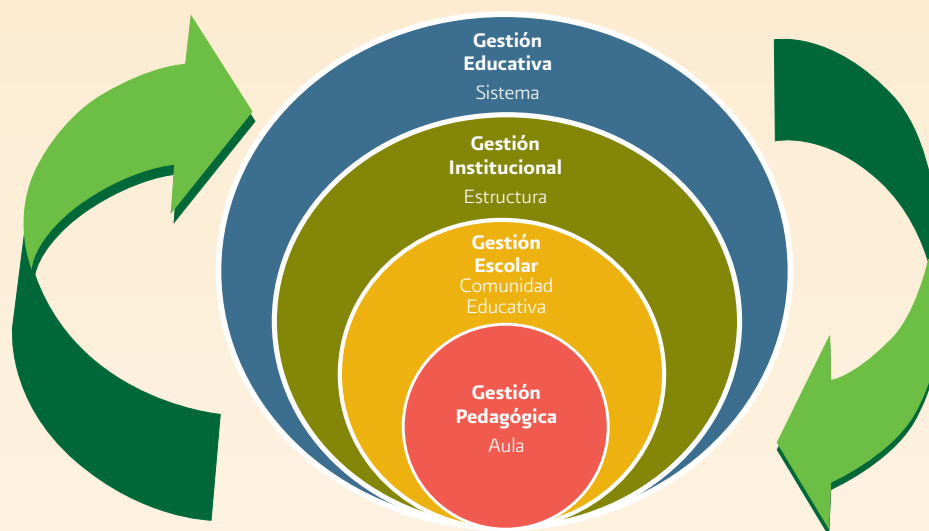 Gestión
Educativa
Sistema
Gestión
Institucional
Estructura
Gestión
Escolar
Comunidad
Educativa
Gestión
Pedagógica
Aula